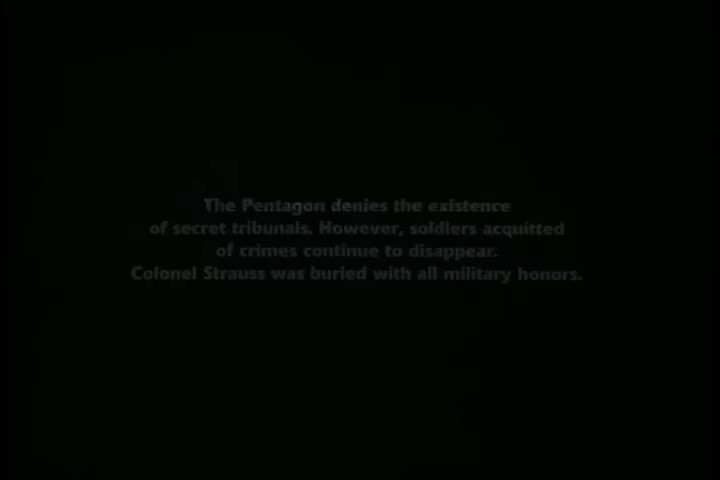 The Pentagon denies the existence
of secret tribunals. However, soldiers acquitted
of crimes continue to disappear.
Colonel Strauss was buried with all military honors.